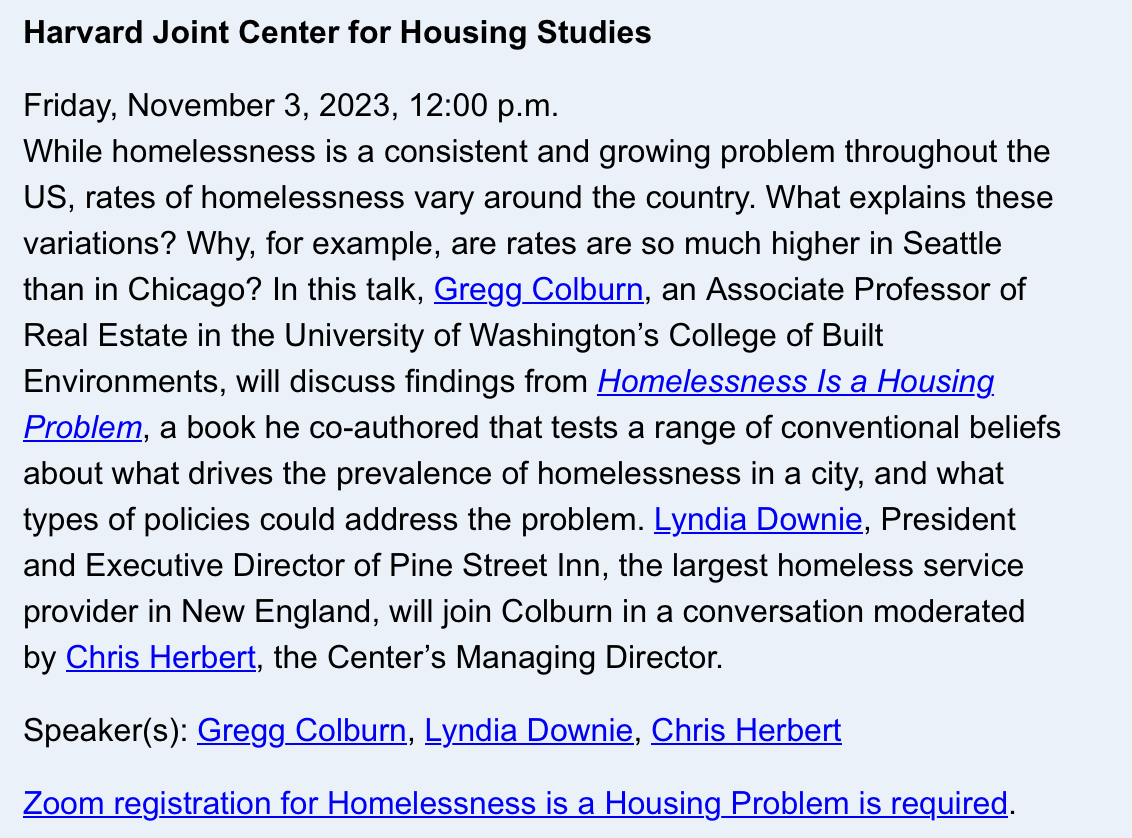 Harvard Joint Center for Housing Studies
Friday, November 3, 2023, 12:00 p.m.
While homelessness is a consistent and growing problem throughout the
US, rates of homelessness vary around the country. What explains these
variations? Why, for example, are rates are so much higher in Seattle
than in Chicago? In this talk, Gregg Colburn, an Associate Professor of
Real Estate in the University of Washington’s College of Built
Environments, will discuss findings from Homelessness Is a Housing
Problem, a book he co-authored that tests a range of conventional beliefs
about what drives the prevalence of homelessness in a city, and what
types of policies could address the problem. Lyndia Downie, President
and Executive Director of Pine Street Inn, the largest homeless service
provider in New England, will join Colburn in a conversation moderated
by Chris Herbert, the Center’s Managing Director.
Speaker(s): Gregg Colburn, Lyndia Downie, Chris Herbert
Zoom registration for Homelessness is a Housing Problem is required.